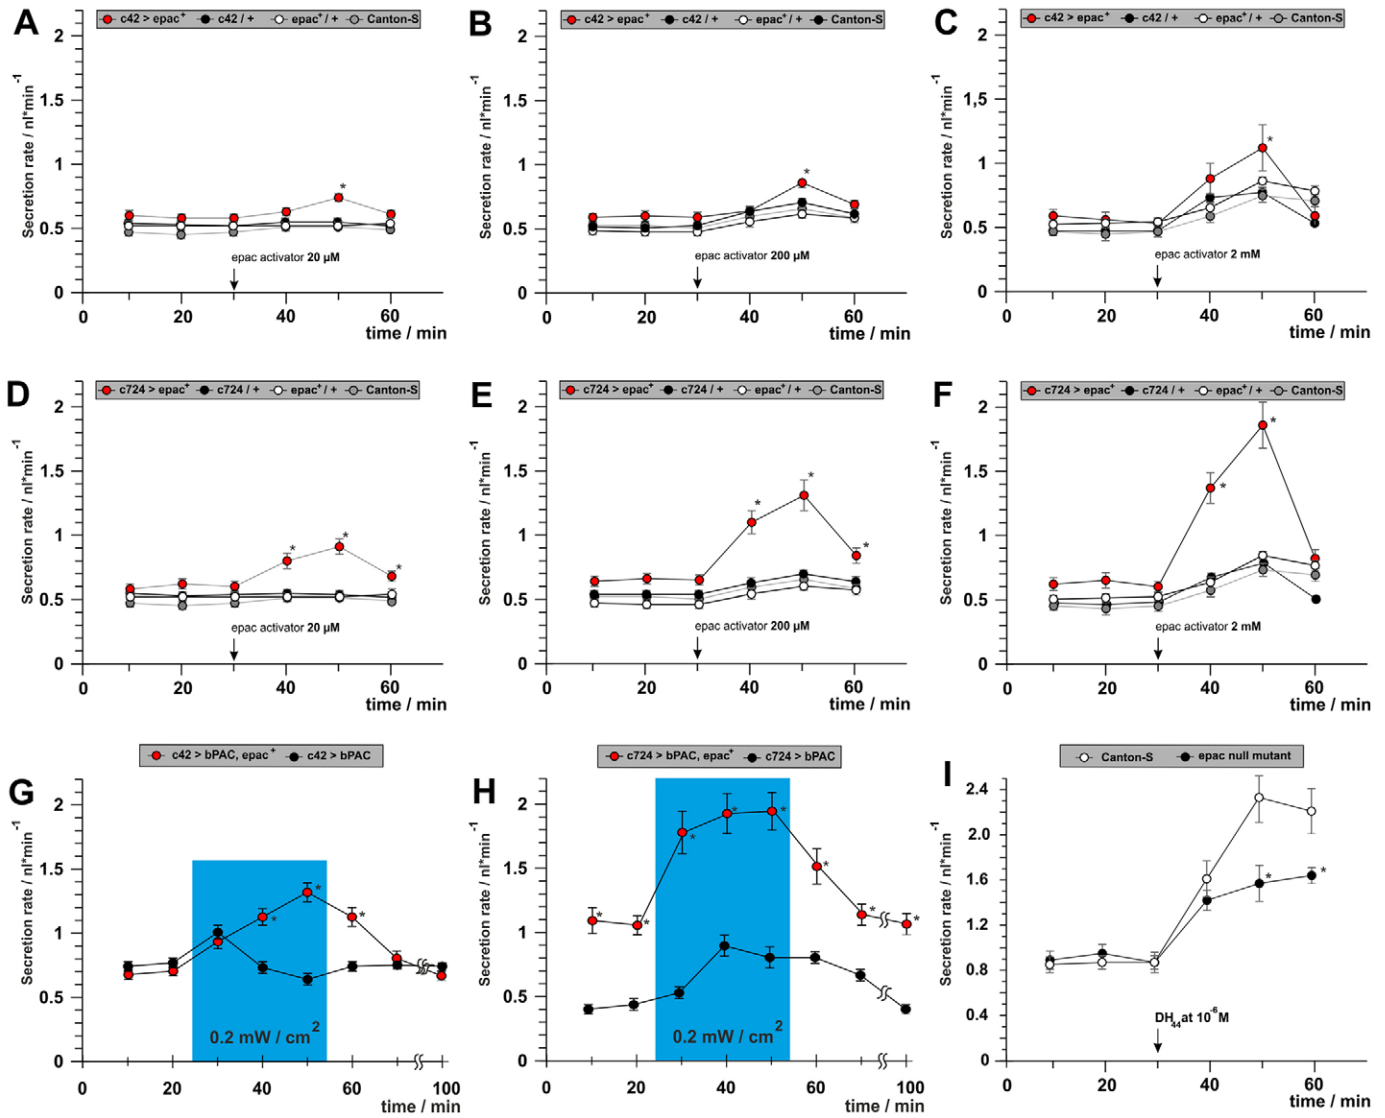 A
c42 > epac+ c42 / + epac+ / + Canton-S
2
1.5
1
0.5
0
Secretion rate / nl*min-1
epac activator 20 µM
0 20 40 60
time / min
B
c42 > epac+ c42 / + epac+ / + Canton-S
2
1.5
1
0.5
0
Secretion rate / nl*min-1
epac activator 200 µM
0 20 40 60
time / min
C
c42 > epac+ c42 / + epac+ / + Canton-S
2
1.5
1
0.5
0
Secretion rate / nl*min-1
epac activator 2 mM
0 20 40 60
time / min
D
c724 > epac+ c724 / + epac+ / + Canton-S
2
1.5
1
0.5
0
Secretion rate / nl*min-1
epac activator 20 µM
0 20 40 60
time / min
E
c724 > epac+ c724 / + epac+ / + Canton-S
2
1.5
1
0.5
0
Secretion rate / nl*min-1
epac activator 200 µM
0 20 40 60
time / min
F
c724 > epac+ c724 / + epac+ / + Canton-S
2
1.5
1
0.5
0
Secretion rate / nl*min-1
epac activator 2 mM
0 20 40 60
time / min
G
c42 > bPAC, epac+ c42 > bPAC
2
1.5
1
0.5
0
Secretion rate / nl*min-1
0.2 mW / cm2
0 20 40 60 100
time / min
H
c724 > bPAC, epac+ c724 > bPAC
2
1.5
1
0.5
0
Secretion rate / nl*min-1
0.2 mW / cm2
0 20 40 60 100
time / min
I
Canton-S epac null mutant
2.4
2.0
1.6
1.2
0.8
0.4
0
Secretion rate / nl*min-1
DH44 at 10-6M
0 20 40 60
time / min